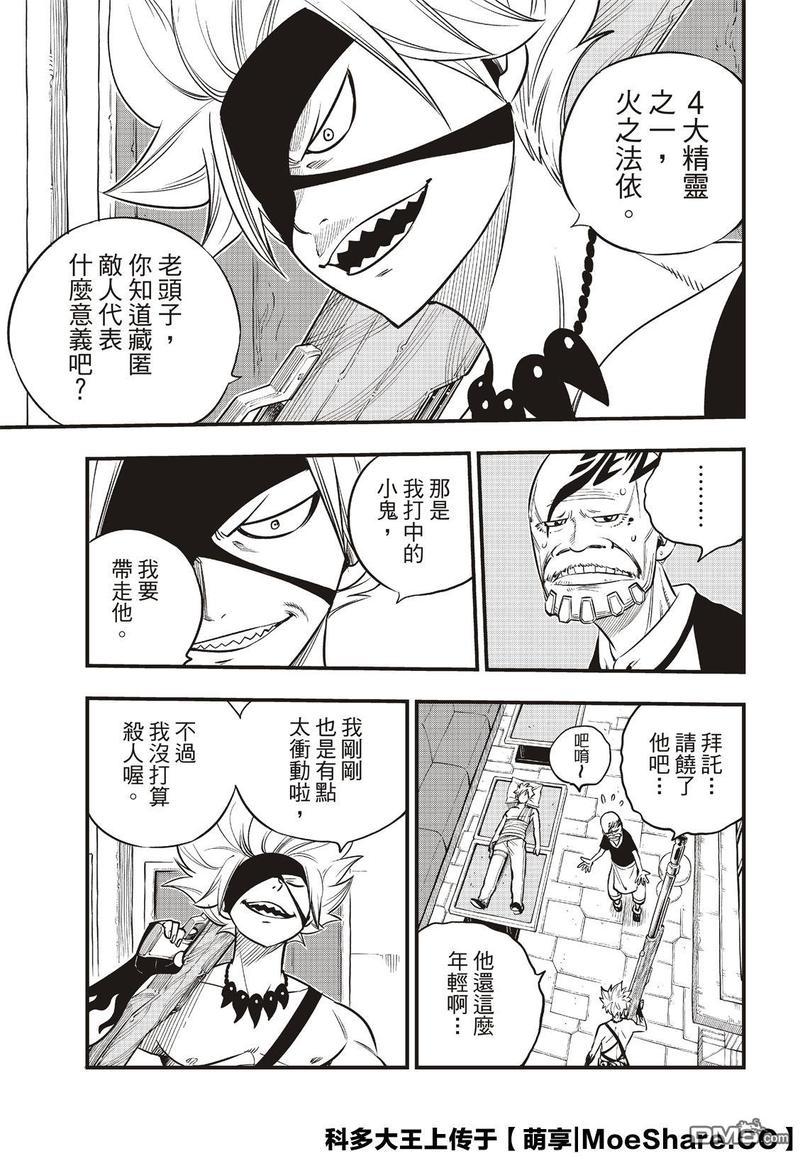 4大精靈
之一，
火之法依。
老頭子，
你知道藏匿
敵人代表
什麼意義吧？
……
那是
我打中的
小鬼，
我要
帶走他。
拜託…
請饒了
他吧…
吧唷～
他還這麼
年輕啊…
我剛剛
也是有點
太衝動啦，
不過
我沒打算
殺人喔。
科多大王上传于【萌享|MoeShare.CC】